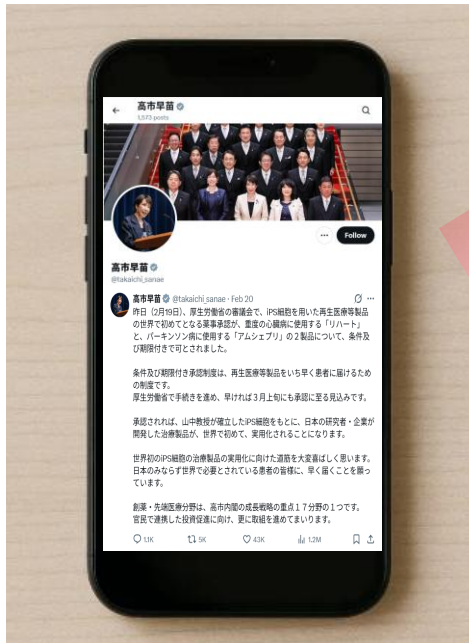 高市早苗
1,573 posts
Follow
高市早苗
@takaichi_sanae
高市早苗 @takaichi_sanae · Feb 20
昨日（2月19日）、厚生労働省の審議会で、iPS細胞を用いた再生医療等製品
の世界で初めてとなる薬事承認が、重度の心臓病に使用する「リハート」
と、パーキンソン病に使用する「アムシェプリ」の２製品について、条件及
び期限付きで可とされました。
条件及び期限付き承認制度は、再生医療等製品をいち早く患者に届けるため
の制度です。
厚生労働省で手続きを進め、早ければ３月上旬にも承認に至る見込みです。
承認されれば、山中教授が確立したiPS細胞をもとに、日本の研究者・企業が
開発した治療製品が、世界で初めて、実用化されることになります。
世界初のiPS細胞の治療製品の実用化に向けた道筋を大変喜ばしく思います。
日本のみならず世界で必要とされている患者の皆様に、早く届くことを願っ
ています。
創薬・先端医療分野は、高市内閣の成長戦略の重点１７分野の１つです。
官民で連携した投資促進に向け、更に取組を進めてまいります。
1.1K 5K 43K 1.2M